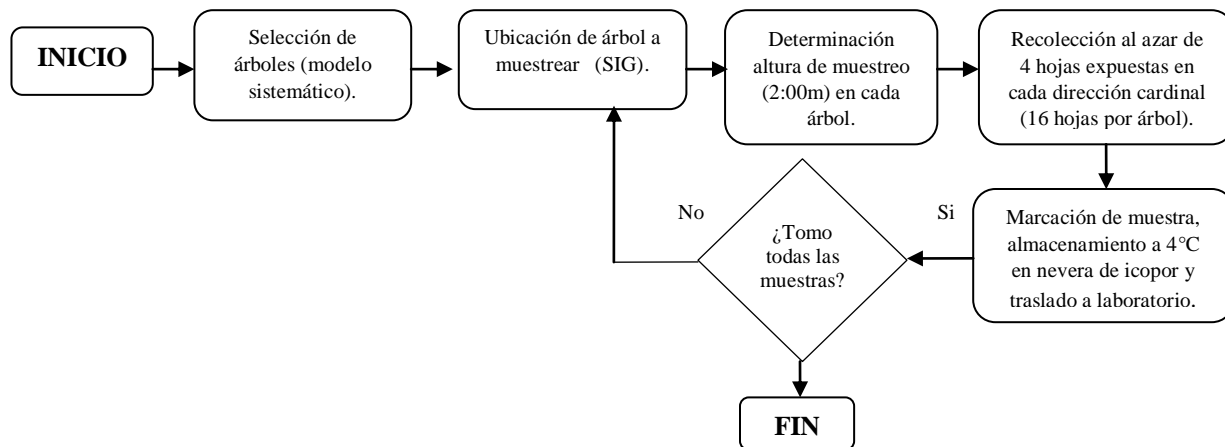 INICIO
Selección de
árboles (modelo
sistemático).
Ubicación de árbol a
muestrear (SIG).
Determinación
altura de muestreo
(2:00m) en cada
árbol.
Recolección al azar de
4 hojas expuestas en
cada dirección cardinal
(16 hojas por árbol).
Marcación de muestra,
almacenamiento a 4°C
en nevera de icopor y
traslado a laboratorio.
Si
¿Tomo
todas las
muestras?
No
FIN